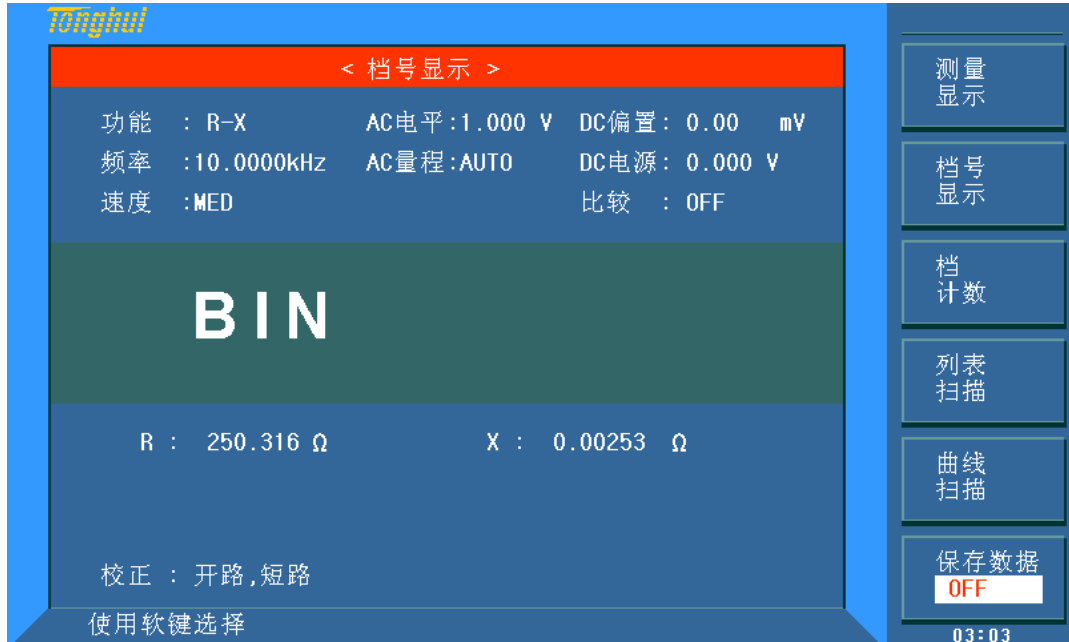 Tonghui
< 档号显示 >
功能 : R-X AC电平:1.000 V DC偏置: 0.00 mV
频率 :10.0000kHz AC量程:AUTO DC电源: 0.000 V
速度 :MED 比较 : OFF
BIN
R : 250.316 Ω X : 0.00253 Ω
校正 : 开路,短路
使用软键选择
测量
显示
档号
显示
档
计数
列表
扫描
曲线
扫描
保存数据
OFF
03:03